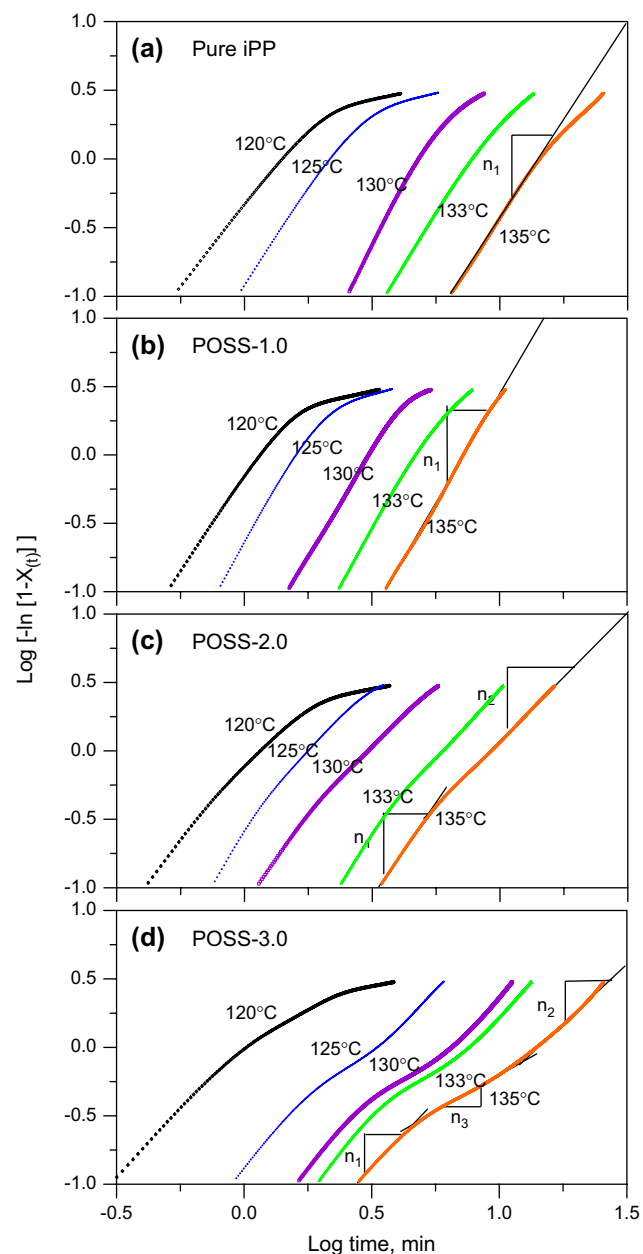 Log [-ln [1-X(t)] ]
1.0
(a) Pure iPP
0.5
120°C
125°C
130°C
n1
0.0
133°C
135°C
-0.5
-1.0
1.0
(b) POSS-1.0
0.5
120°C
125°C
130°C
n1
0.0
133°C
135°C
-0.5
-1.0
1.0
(c) POSS-2.0
n2
0.5
120°C
125°C
0.0
130°C
133°C
135°C
-0.5
n1
-1.0
1.0
(d) POSS-3.0
0.5
120°C
n2
125°C
0.0
130°C
133°C
135°C
-0.5
n3
n1
-1.0
-0.5 0.0 0.5 1.0 1.5
Log time, min